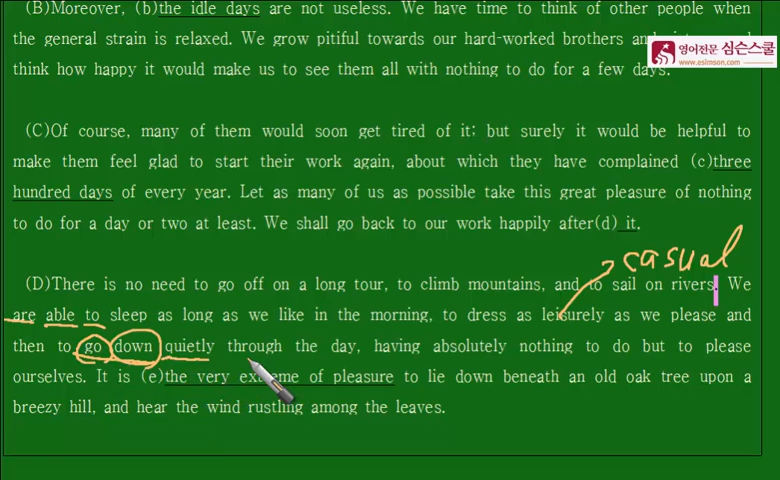 (B)Moreover, (b)the idle days are not useless. We have time to think of other people when
the general strain is relaxed. We grow pitiful towards our hard-worked brothers and
think how happy it would make us to see them all with nothing to do for a few days.
영어전문 심슨스쿨
www.eslmson.com
(C)Of course, many of them would soon get tired of it; but surely it would be helpful to
make them feel glad to start their work again, about which they have complained (c)three
hundred days of every year. Let as many of us as possible take this great pleasure of nothing
to do for a day or two at least. We shall go back to our work happily after(d) it.
casual
(D)There is no need to go off on a long tour, to climb mountains, and to sail on rivers. We
are able to sleep as long as we like in the morning, to dress as leisurely as we please and
then to go down quietly through the day, having absolutely nothing to do but to please
ourselves. It is (e)the very extreme of pleasure to lie down beneath an old oak tree upon a
breezy hill, and hear the wind rustling among the leaves.